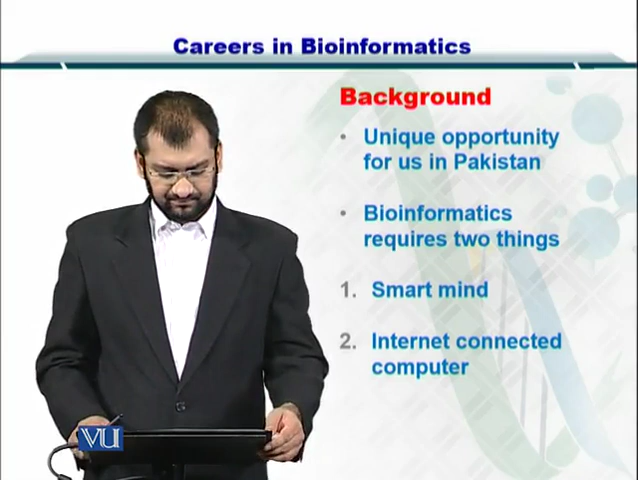 Careers in Bioinformatics
Background
• Unique opportunity
for us in Pakistan
• Bioinformatics
requires two things
1. Smart mind
2. Internet connected
computer
VU